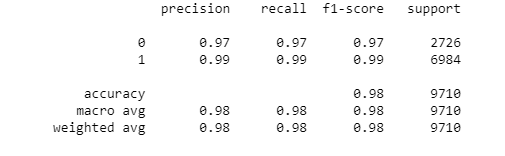 precision recall f1-score support
0 0.97 0.97 0.97 2726
1 0.99 0.99 0.99 6984
accuracy 0.98 9710
macro avg 0.98 0.98 0.98 9710
weighted avg 0.98 0.98 0.98 9710